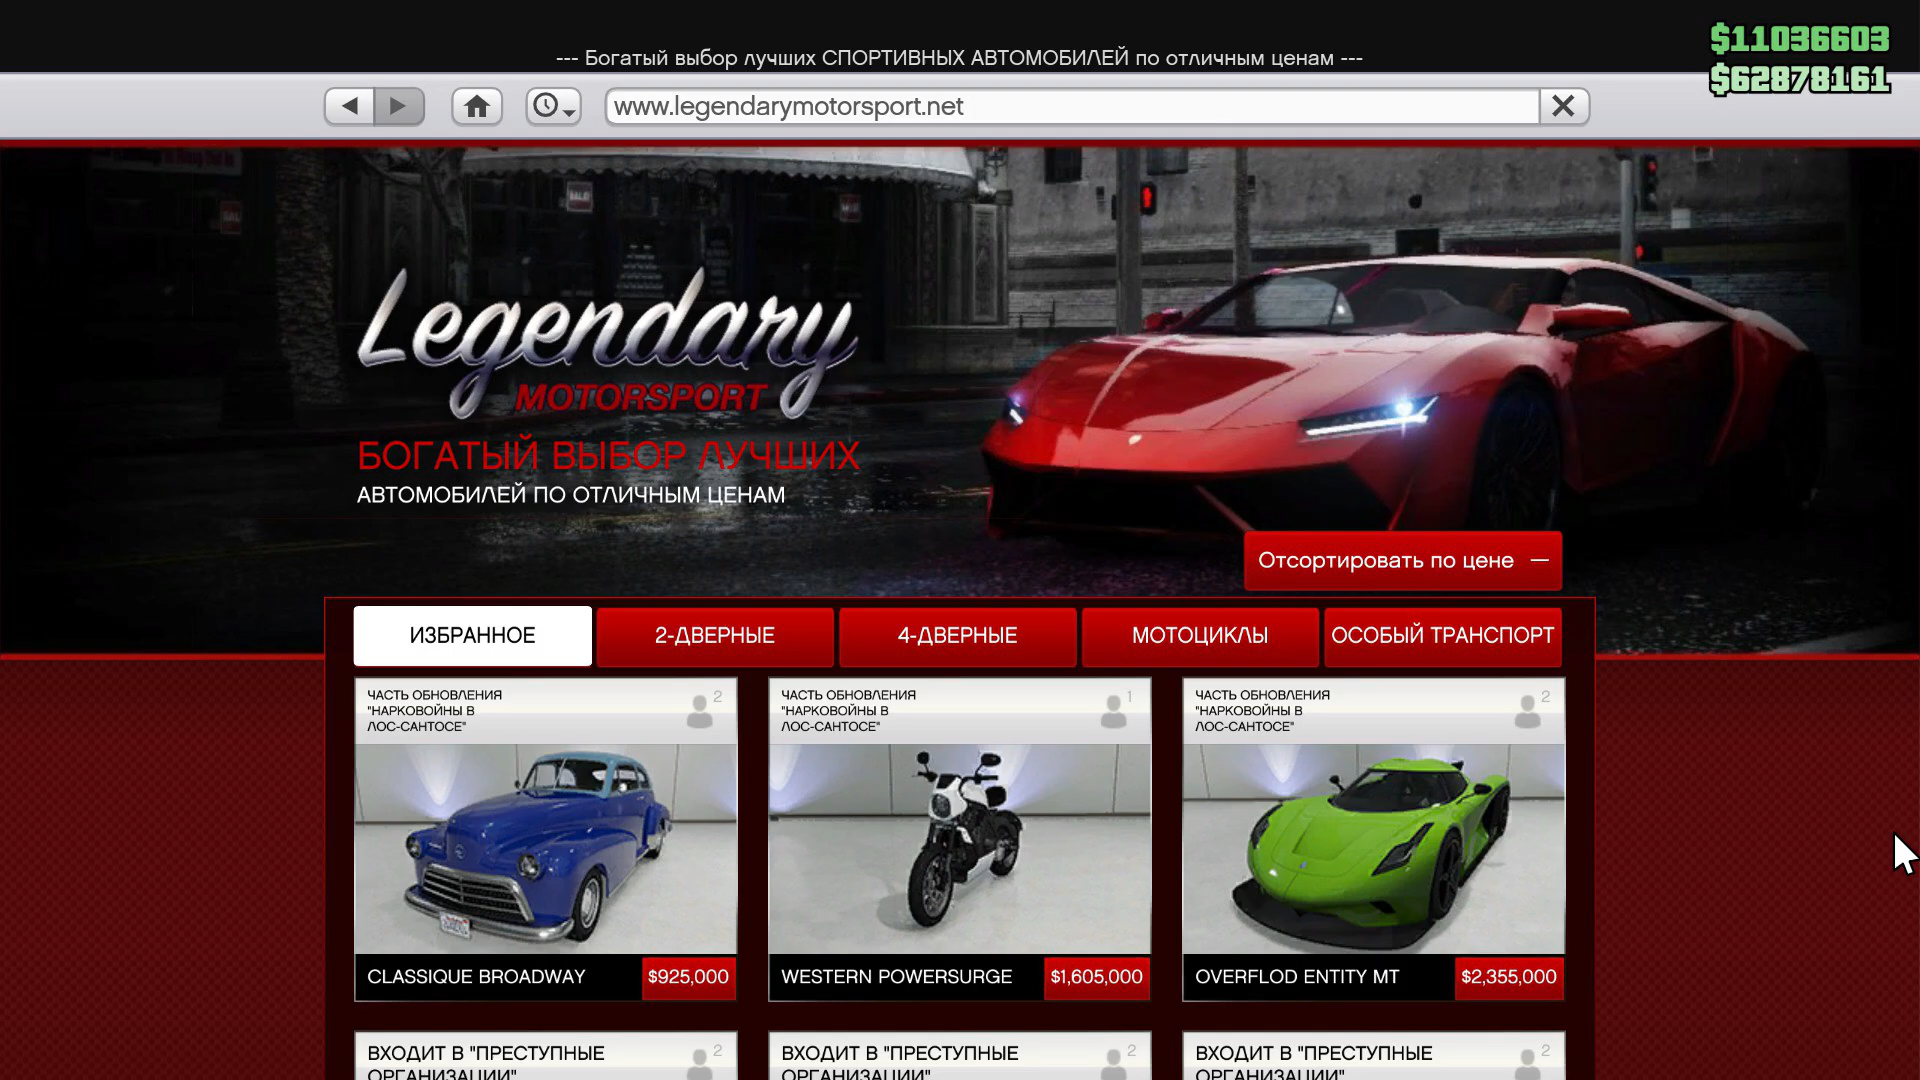 --- Богатый выбор лучших СПОРТИВНЫХ АВТОМОБИЛЕЙ по отличным ценам ---
$11036603
$62878161
www.legendarymotorsport.net
Legendary
MOTORSPORT
БОГАТЫЙ ВЫБОР ЛУЧШИХ
АВТОМОБИЛЕЙ ПО ОТЛИЧНЫМ ЦЕНАМ
Отсортировать по цене —
ИЗБРАННОЕ
2-ДВЕРНЫЕ
4-ДВЕРНЫЕ
МОТОЦИКЛЫ
ОСОБЫЙ ТРАНСПОРТ
ЧАСТЬ ОБНОВЛЕНИЯ
"НАРКОВОЙНЫ В
ЛОС-САНТОСЕ"
2
CLASSIQUE BROADWAY
$925,000
ЧАСТЬ ОБНОВЛЕНИЯ
"НАРКОВОЙНЫ В
ЛОС-САНТОСЕ"
1
WESTERN POWERSURGE
$1,605,000
ЧАСТЬ ОБНОВЛЕНИЯ
"НАРКОВОЙНЫ В
ЛОС-САНТОСЕ"
2
OVERFLOD ENTITY MT
$2,355,000
ВХОДИТ В "ПРЕСТУПНЫЕ
ОРГАНИЗАЦИИ"
2
ВХОДИТ В "ПРЕСТУПНЫЕ
ОРГАНИЗАЦИИ"
2
ВХОДИТ В "ПРЕСТУПНЫЕ
ОРГАНИЗАЦИИ"
2